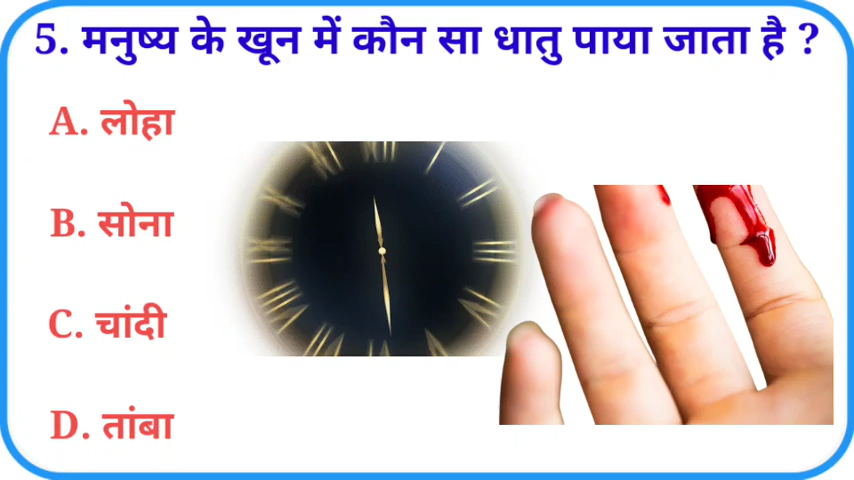 5. मनुष्य के खून में कौन सा धातु पाया जाता है ?
A. लोहा
B. सोना
C. चांदी
D. तांबा